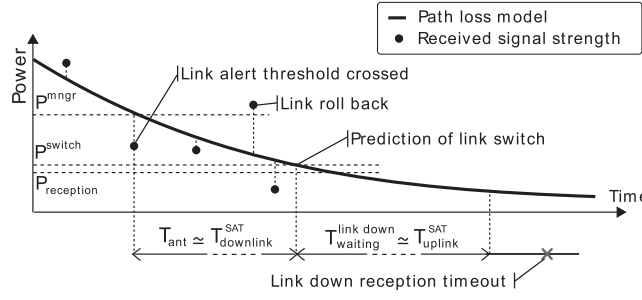 Path loss model
Received signal strength
Power
Link alert threshold crossed
P^mngr
Link roll back
P^switch
Prediction of link switch
P_reception
Time
T_ant ≃ T^SAT_downlink
T^link down_waiting ≃ T^SAT_uplink
Link down reception timeout